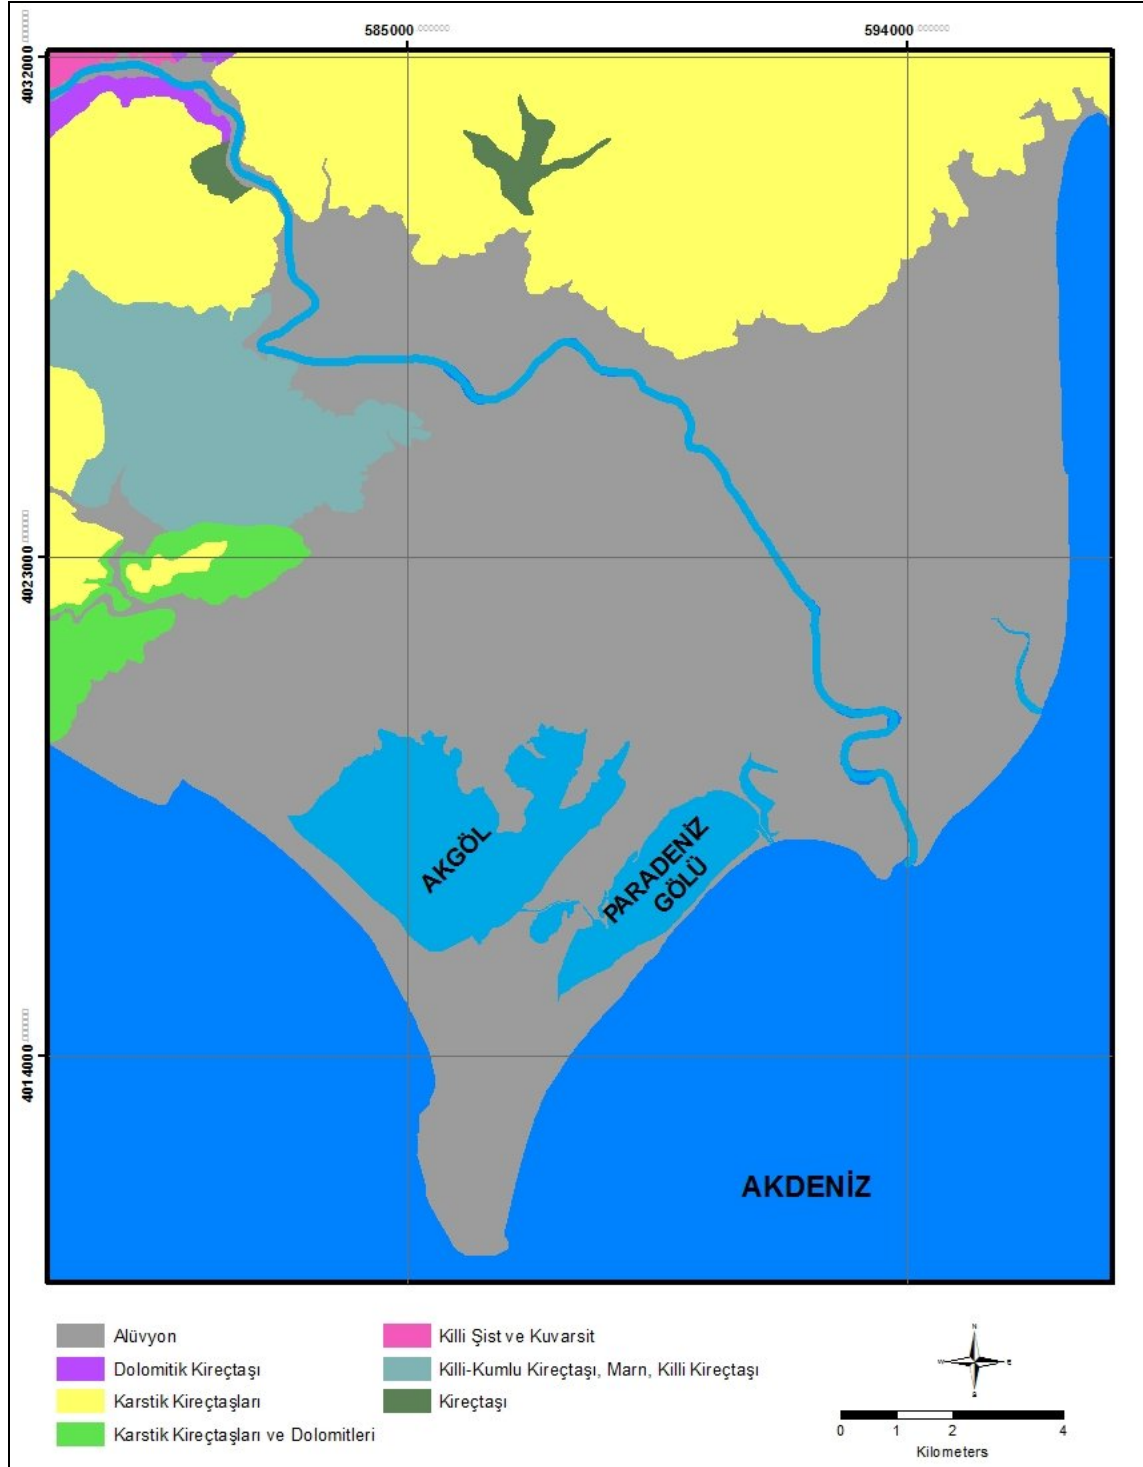 585000
594000
4032000
4023000
4014000
AKGÖL
PARADENİZ
GÖLÜ
AKDENİZ
Alüvyon
Dolomitik Kireçtaşı
Karstik Kireçtaşları
Karstik Kireçtaşları ve Dolomitleri
Killi Şist ve Kuvarsit
Killi-Kumlu Kireçtaşı, Marn, Killi Kireçtaşı
Kireçtaşı
N
W E
S
0 1 2 4
Kilometers